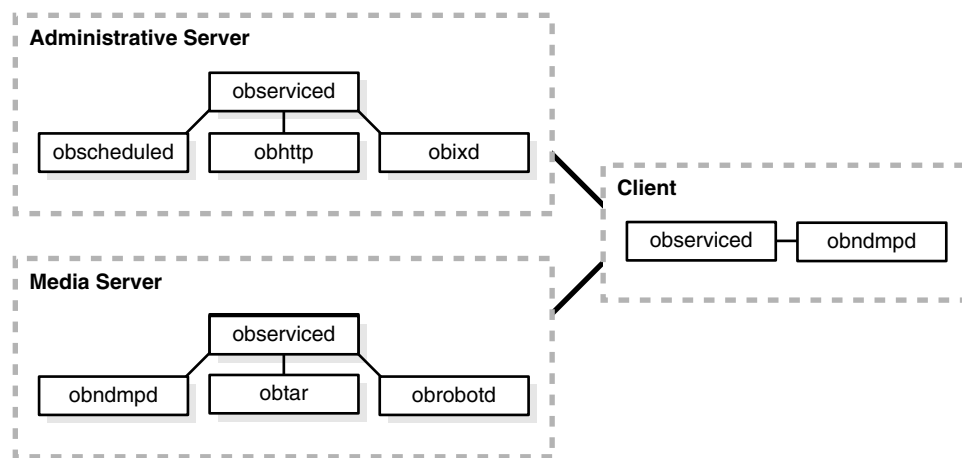 Administrative Server
observiced
obscheduled
obhttp
obixd
Client
observiced
obndmpd
Media Server
observiced
obndmpd
obtar
obrobotd